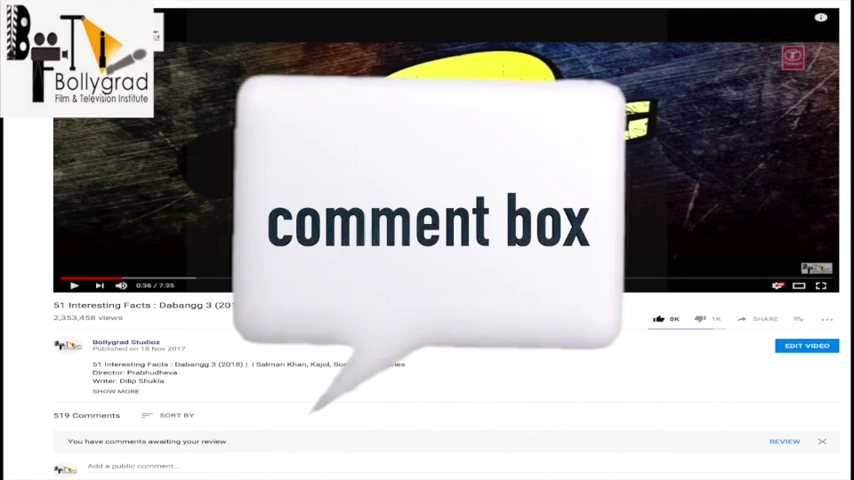 BfTi
Bollygrad
Film & Television Institute
comment box
0:36 / 7:35
51 Interesting Facts : Dabangg 3 (201
2,353,458 views
8K
1K
SHARE
Bollygrad Studioz
Published on 18 Nov 2017
EDIT VIDEO
51 Interesting Facts : Dabangg 3 (2018) | | Salman Khan, Kajol, So
Director: Prabhudheva
Writer: Dilip Shukla
SHOW MORE
519 Comments
SORT BY
You have comments awaiting your review
REVIEW
Add a public comment...